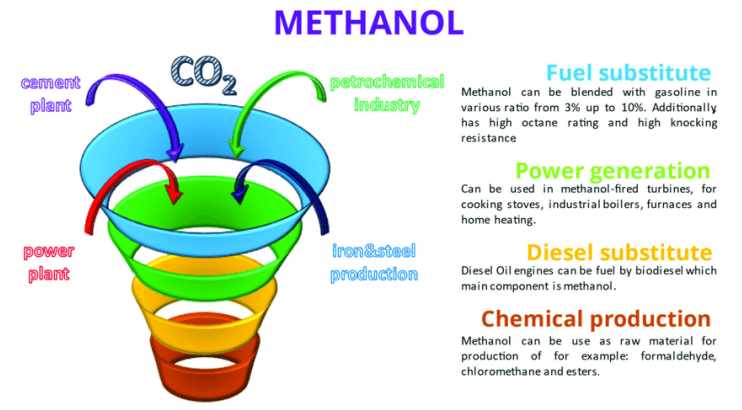 METHANOL
CO2
cement
plant
petrochemical
industry
power
plant
iron&steel
production
Fuel substitute
Methanol can be blended with gasoline in
various ratio from 3% up to 10%. Additionally,
has high octane rating and high knocking
resistance
Power generation
Can be used in methanol-fired turbines, for
cooking stoves, industrial boilers, furnaces and
home heating.
Diesel substitute
Diesel Oil engines can be fuel by biodiesel which
main component is methanol.
Chemical production
Methanol can be use as raw material for
production of for example: formaldehyde,
chloromethane and esters.